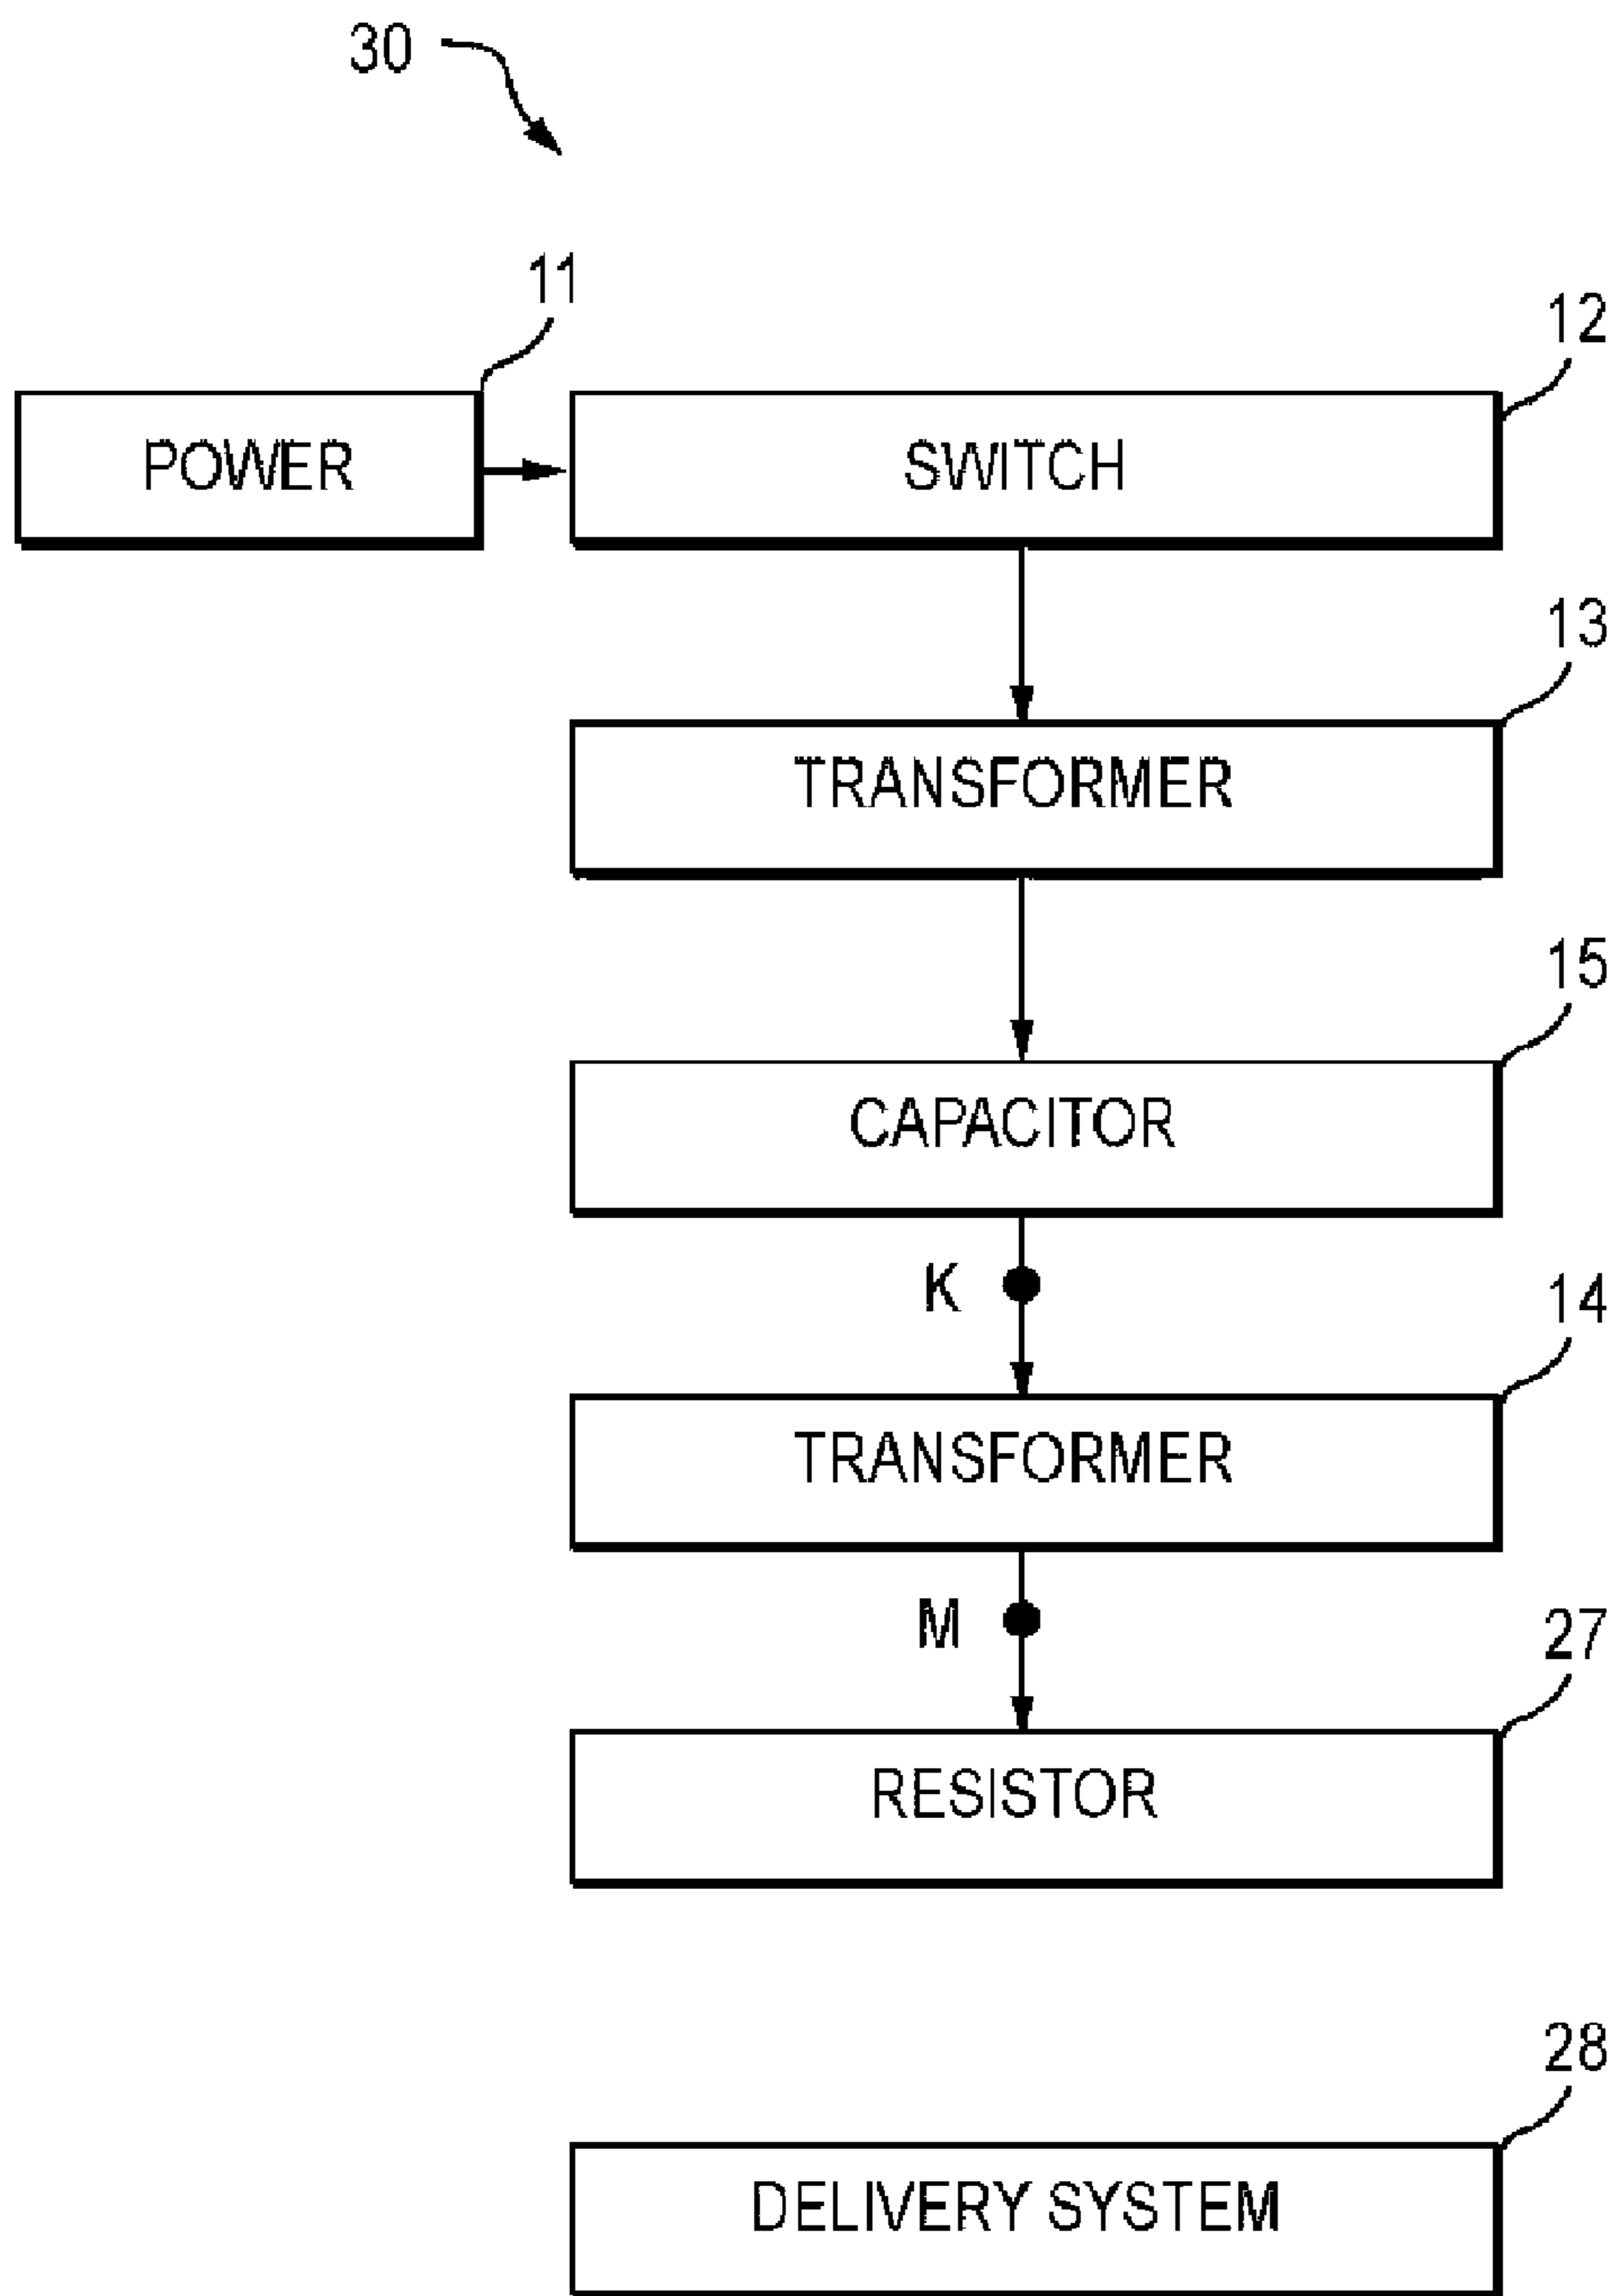 30
11
12
POWER
SWITCH
13
TRANSFORMER
15
CAPACITOR
K
14
TRANSFORMER
M
27
RESISTOR
28
DELIVERY SYSTEM